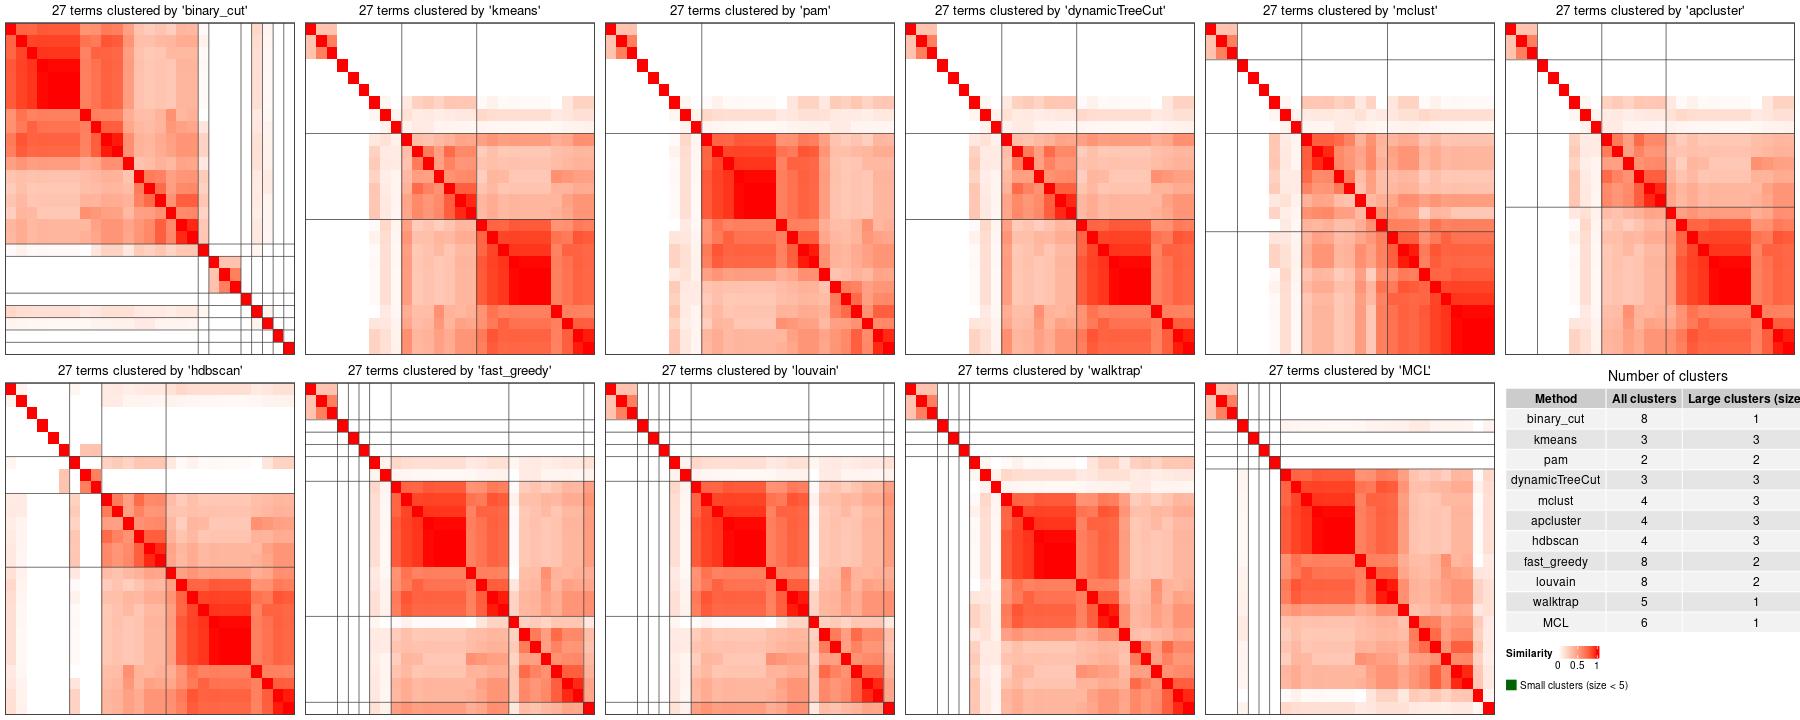 27 terms clustered by 'binary_cut'
27 terms clustered by 'kmeans'
27 terms clustered by 'pam'
27 terms clustered by 'dynamicTreeCut'
27 terms clustered by 'mclust'
27 terms clustered by 'apcluster'
27 terms clustered by 'hdbscan'
27 terms clustered by 'fast_greedy'
27 terms clustered by 'louvain'
27 terms clustered by 'walktrap'
27 terms clustered by 'MCL'
Number of clusters
Method All clusters Large clusters (size
binary_cut 8 1
kmeans 3 3
pam 2 2
dynamicTreeCut 3 3
mclust 4 3
apcluster 4 3
hdbscan 4 3
fast_greedy 8 2
louvain 8 2
walktrap 5 1
MCL 6 1
Similarity
0 0.5 1
Small clusters (size < 5)